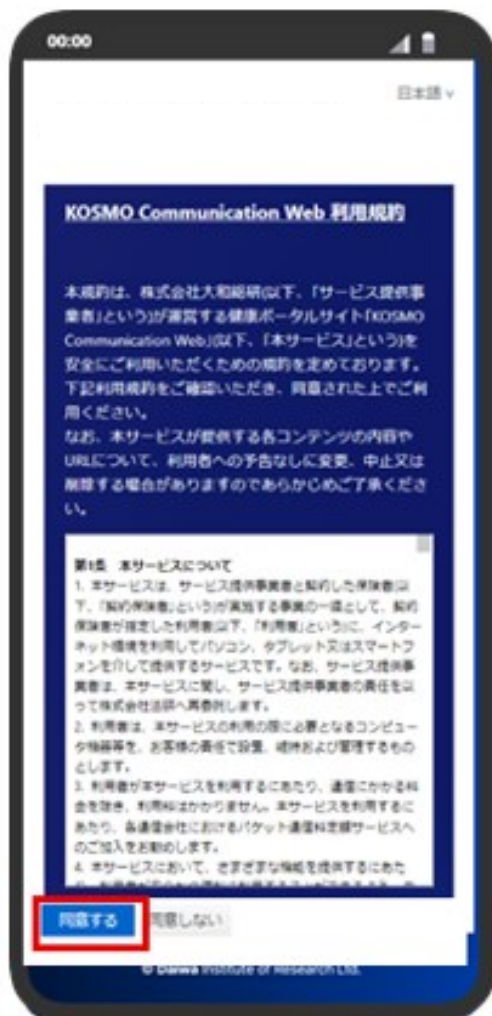 00:00
日本語
KOSMO Communication Web 利用規約
本規約は、株式会社大和総研(以下、「サービス提供事
業者」という)が運営する健康ポータルサイト「KOSMO
Communication Web」(以下、「本サービス」という)を
安全にご利用いただくための規約を定めております。
下記利用規約をご確認いただき、同意された上でご利
用ください。
なお、本サービスが提供する各コンテンツの内容や
URLについて、利用者への予告なしに変更、中止又は
削除する場合がありますのであらかじめご了承くださ
い。
第1条 本サービスについて
1. 本サービスは、サービス提供事業者と契約した保険者(以
下、「契約保険者」という)が実施する事業の一環として、契約
保険者が指定した利用者(以下、「利用者」という)に、インター
ネット環境を利用してパソコン、タブレット又はスマートフ
ォンを介して提供するサービスです。なお、サービス提供事
業者は、本サービスに関し、サービス提供事業者の責任を以
って株式会社法研へ再委託します。
2. 利用者は、本サービスの利用の際に必要となるコンピュー
タ機器等を、お客様の責任で設置、維持および管理するもの
とします。
3. 利用者が本サービスを利用するにあたり、通信にかかる料
金を除き、利用料はかかりません。本サービスを利用するに
あたり、各通信会社におけるパケット通信料定額サービスへ
のご加入をお勧めします。
4. 本サービスにおいて、さまざまな機能を提供するにあた
同意する 同意しない
© Daiwa Institute of Research Ltd.